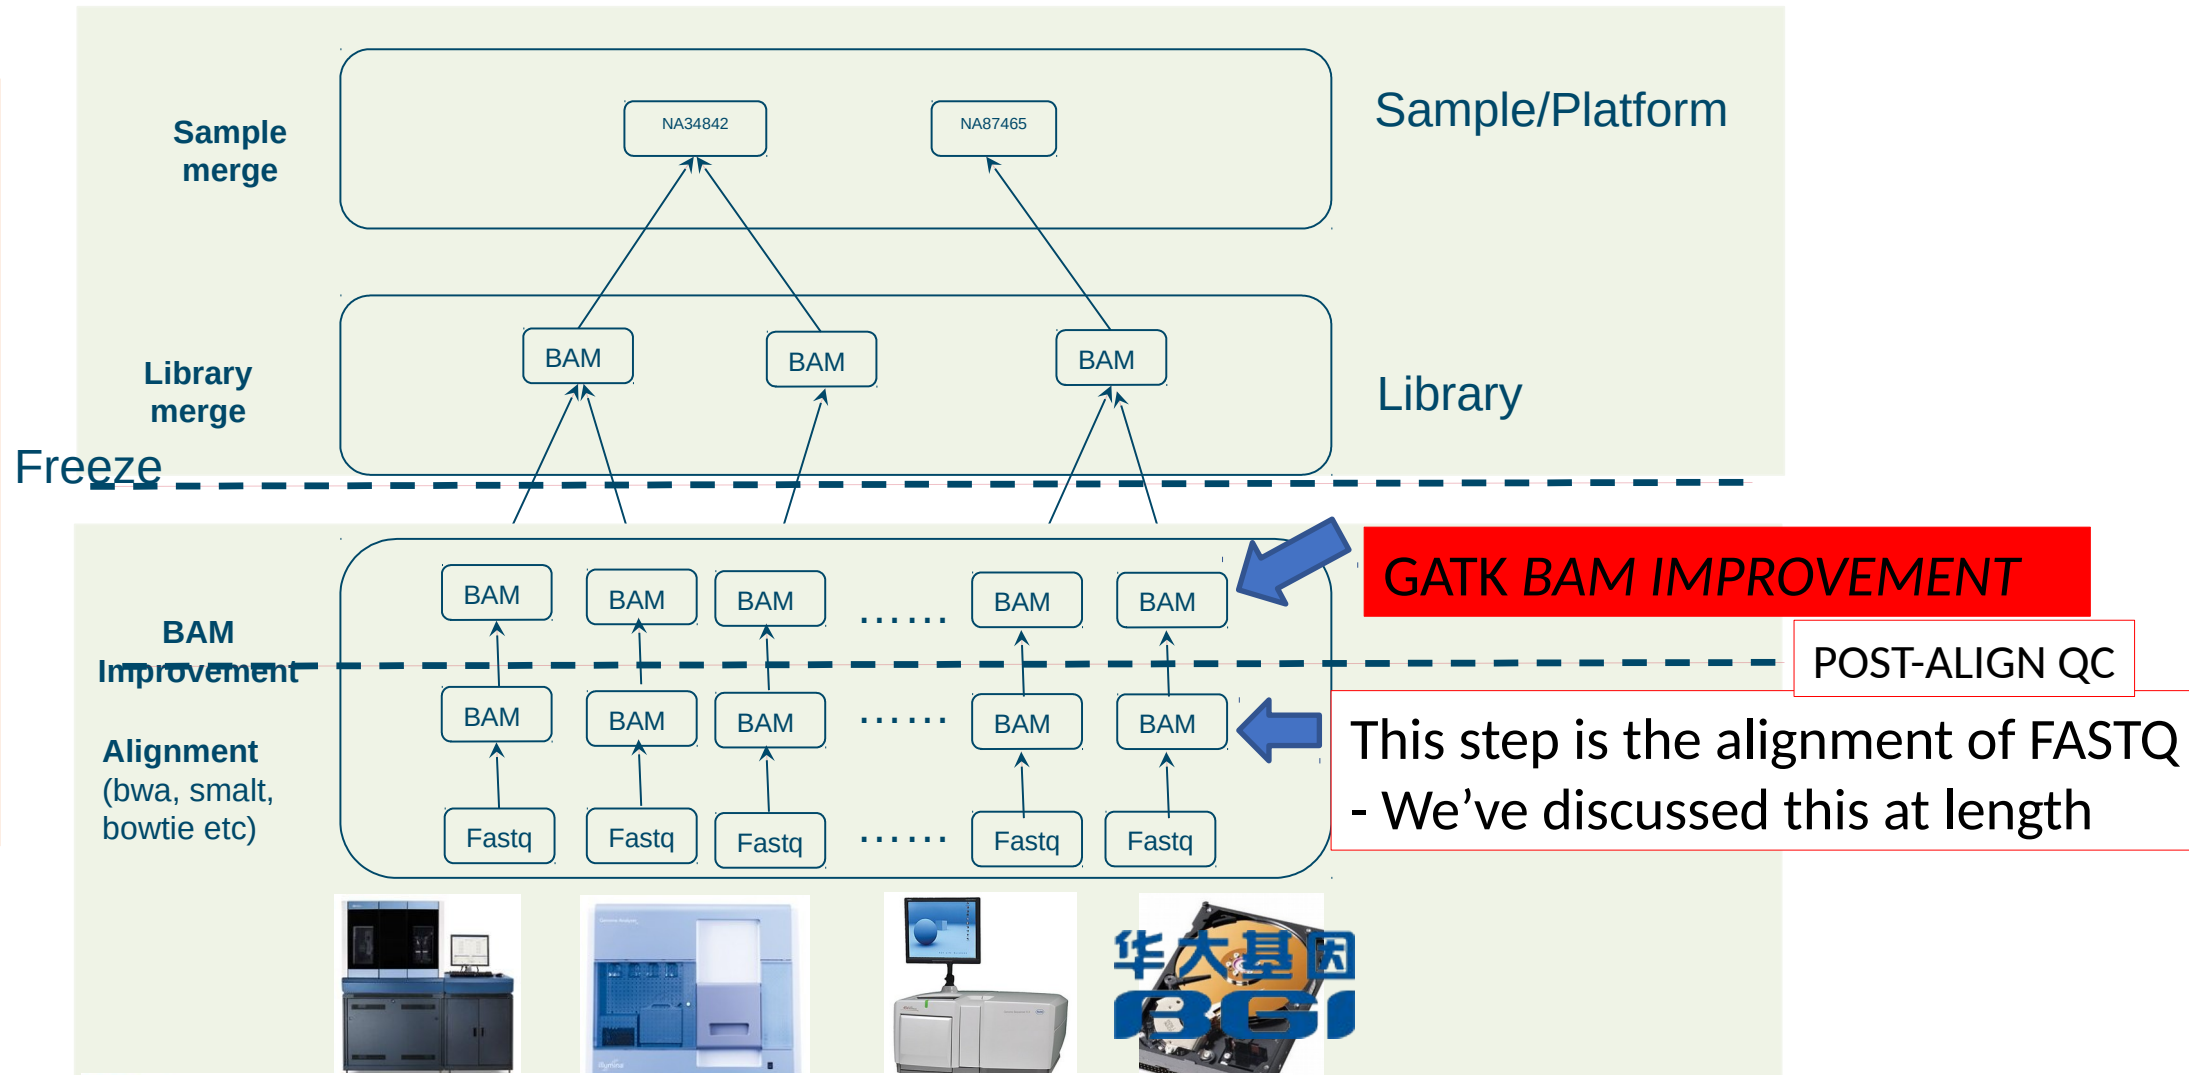 Sample/Platform
Sample
merge
NA34842
NA87465
Library
merge
BAM
BAM
BAM
Library
Freeze
GATK BAM IMPROVEMENT
BAM
Improvement
BAM
BAM
BAM
......
BAM
BAM
POST-ALIGN QC
BAM
BAM
BAM
......
BAM
BAM
This step is the alignment of FASTQ
- We’ve discussed this at length
Alignment
(bwa, smalt,
bowtie etc)
Fastq
Fastq
Fastq
......
Fastq
Fastq
华大基因
BGI